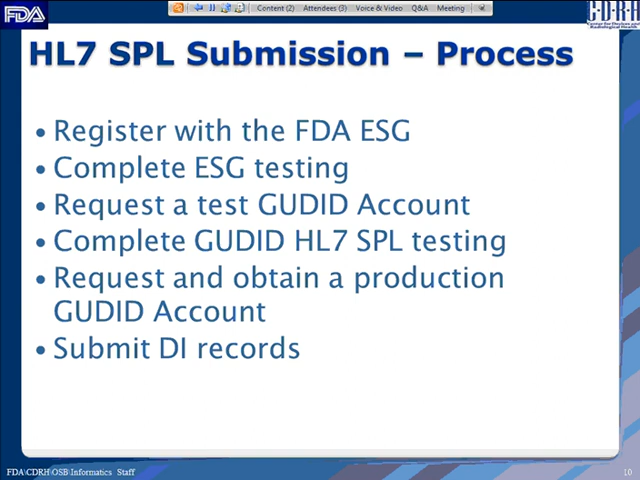 FDA
Content (2) Attendees (3) Voice & Video Q&A Meeting
CDRH
Center for Devices and
Radiological Health
HL7 SPL Submission – Process
• Register with the FDA ESG
• Complete ESG testing
• Request a test GUDID Account
• Complete GUDID HL7 SPL testing
• Request and obtain a production
GUDID Account
• Submit DI records
FDA\CDRH\OSB\Informatics Staff
10